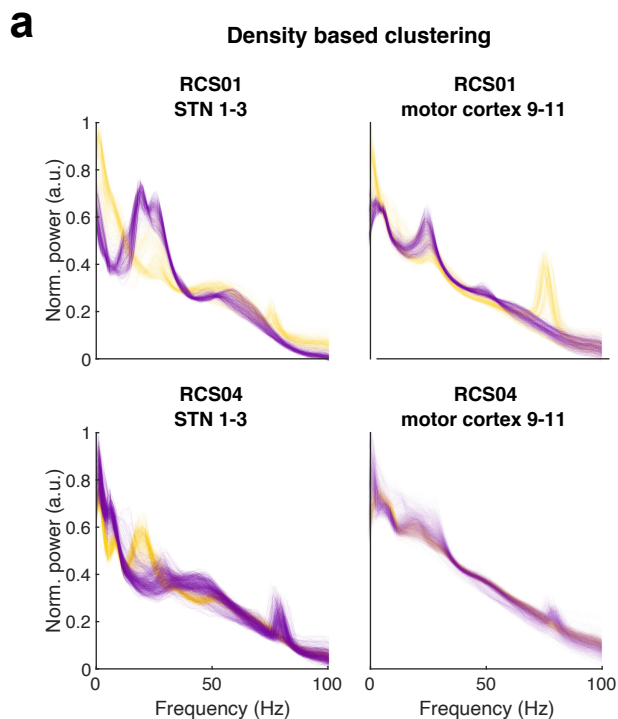 a
Density based clustering
RCS01
STN 1-3
RCS01
motor cortex 9-11
1
0.8
0.6
0.4
0.2
0
Norm. power (a.u.)
RCS04
STN 1-3
RCS04
motor cortex 9-11
1
0.8
0.6
0.4
0.2
0
Norm. power (a.u.)
0
50
100
0
50
100
Frequency (Hz)
Frequency (Hz)